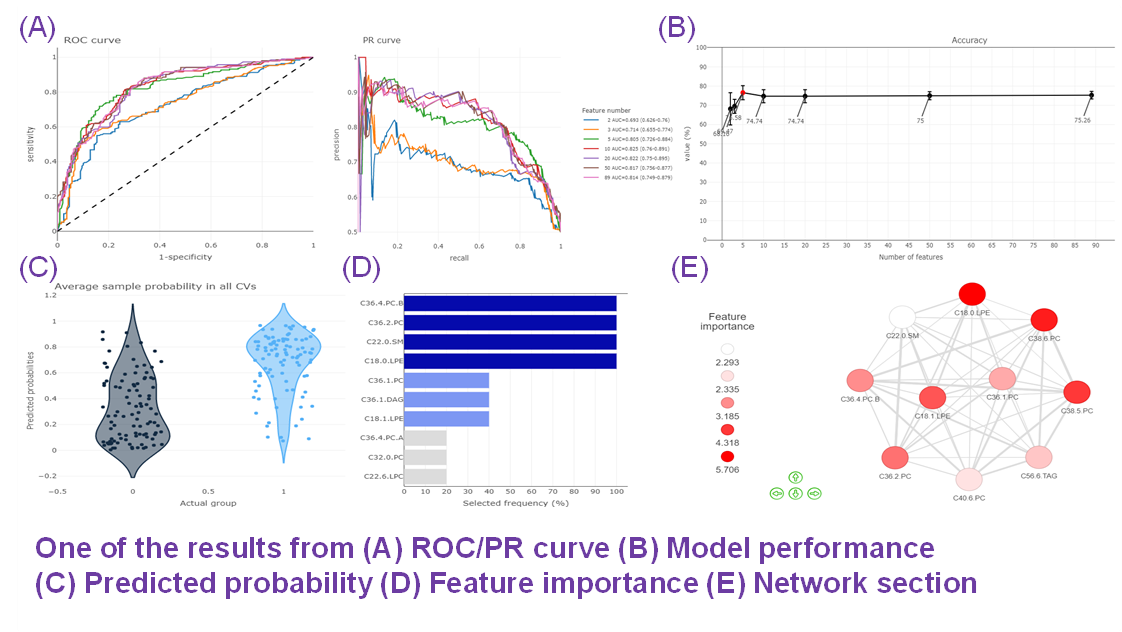 (A)
ROC curve
1
0.8
0.6
0.4
0.2
0
sensitivity
0
0.2
0.4
0.6
0.8
1
1-specificity
PR curve
1
0.9
0.8
0.7
0.6
0.5
precision
0.2
0.4
0.6
0.8
1
recall
Feature number
2 AUC=0.693 (0.626-0.76)
3 AUC=0.714 (0.655-0.774)
5 AUC=0.805 (0.726-0.884)
10 AUC=0.825 (0.76-0.891)
20 AUC=0.822 (0.75-0.895)
50 AUC=0.817 (0.756-0.877)
89 AUC=0.814 (0.749-0.879)
(B)
Accuracy
100
90
80
70
60
50
40
30
20
10
0
value (%)
74.74
74.74
75
75.26
0
5
10
15
20
25
30
35
40
45
50
55
60
65
70
75
80
85
90
Number of features
(C)
Average sample probability in all CVs
1.2
1
0.8
0.6
0.4
0.2
0
−0.2
Predicted probabilities
−0.5
0
0.5
1
Actual group
(D)
C36.4.PC.B
C36.2.PC
C22.0.SM
C18.0.LPE
C36.1.PC
C36.1.DAG
C18.1.LPE
C36.4.PC.A
C32.0.PC
C22.6.LPC
0
10
20
30
40
50
60
70
80
90
100
Selected frequency (%)
(E)
Feature
importance
2.293
2.335
3.185
4.318
5.706
C18.0.LPE
C22.0.SM
C38.6.PC
C36.4.PC.B
C36.1.PC
C18.1.LPE
C38.5.PC
C36.2.PC
C56.6.TAG
C40.6.PC
One of the results from (A) ROC/PR curve (B) Model performance
(C) Predicted probability (D) Feature importance (E) Network section